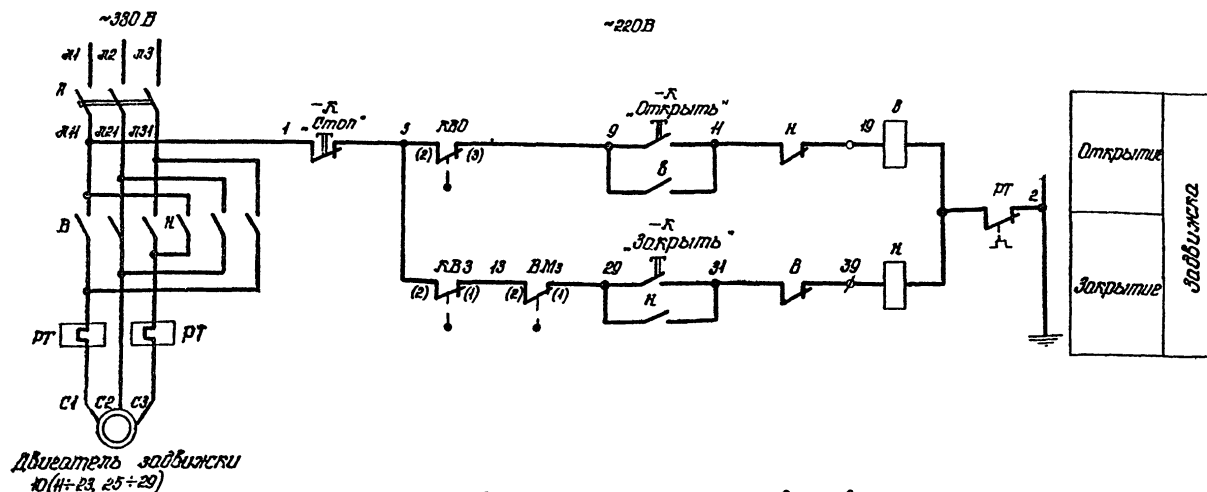 ~380 В
~220В
Л1 Л2 Л3
А
Л11 Л21 Л31
1
-К
„Стоп"
3
КВО
(2) (3)
9
-К
„Открыть"
11
В
Н
19
В
В
Н
-К
„Закрыть"
КВЗ
(2) (1)
13
ВМз
(2) (1)
29
31
Н
В
39
Н
РТ
2
РТ
РТ
С1 С2 С3
Двигатель задвижки
10(11÷23, 25÷29)
Открытие
Закрытие
Задвижка